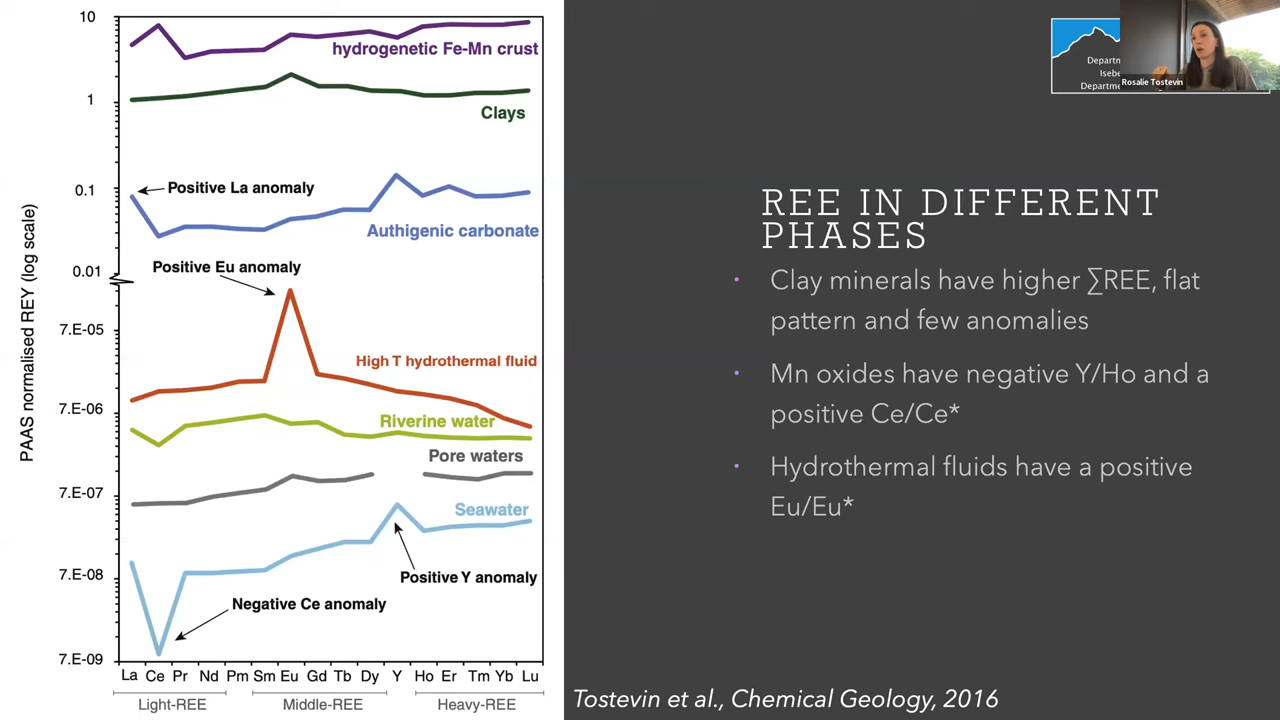 10
hydrogenetic Fe-Mn crust
1
Clays
0.1
Positive La anomaly
Authigenic carbonate
0.01
Positive Eu anomaly
7.E-05
High T hydrothermal fluid
7.E-06
Riverine water
Pore waters
7.E-07
Seawater
7.E-08
Positive Y anomaly
Negative Ce anomaly
7.E-09
PAAS normalised REY (log scale)
La Ce Pr Nd Pm Sm Eu Gd Tb Dy Y Ho Er Tm Yb Lu
Light-REE Middle-REE Heavy-REE
Rosalie Tostevin
REE IN DIFFERENT
PHASES
• Clay minerals have higher ∑REE, flat
pattern and few anomalies
• Mn oxides have negative Y/Ho and a
positive Ce/Ce*
• Hydrothermal fluids have a positive
Eu/Eu*
Tostevin et al., Chemical Geology, 2016